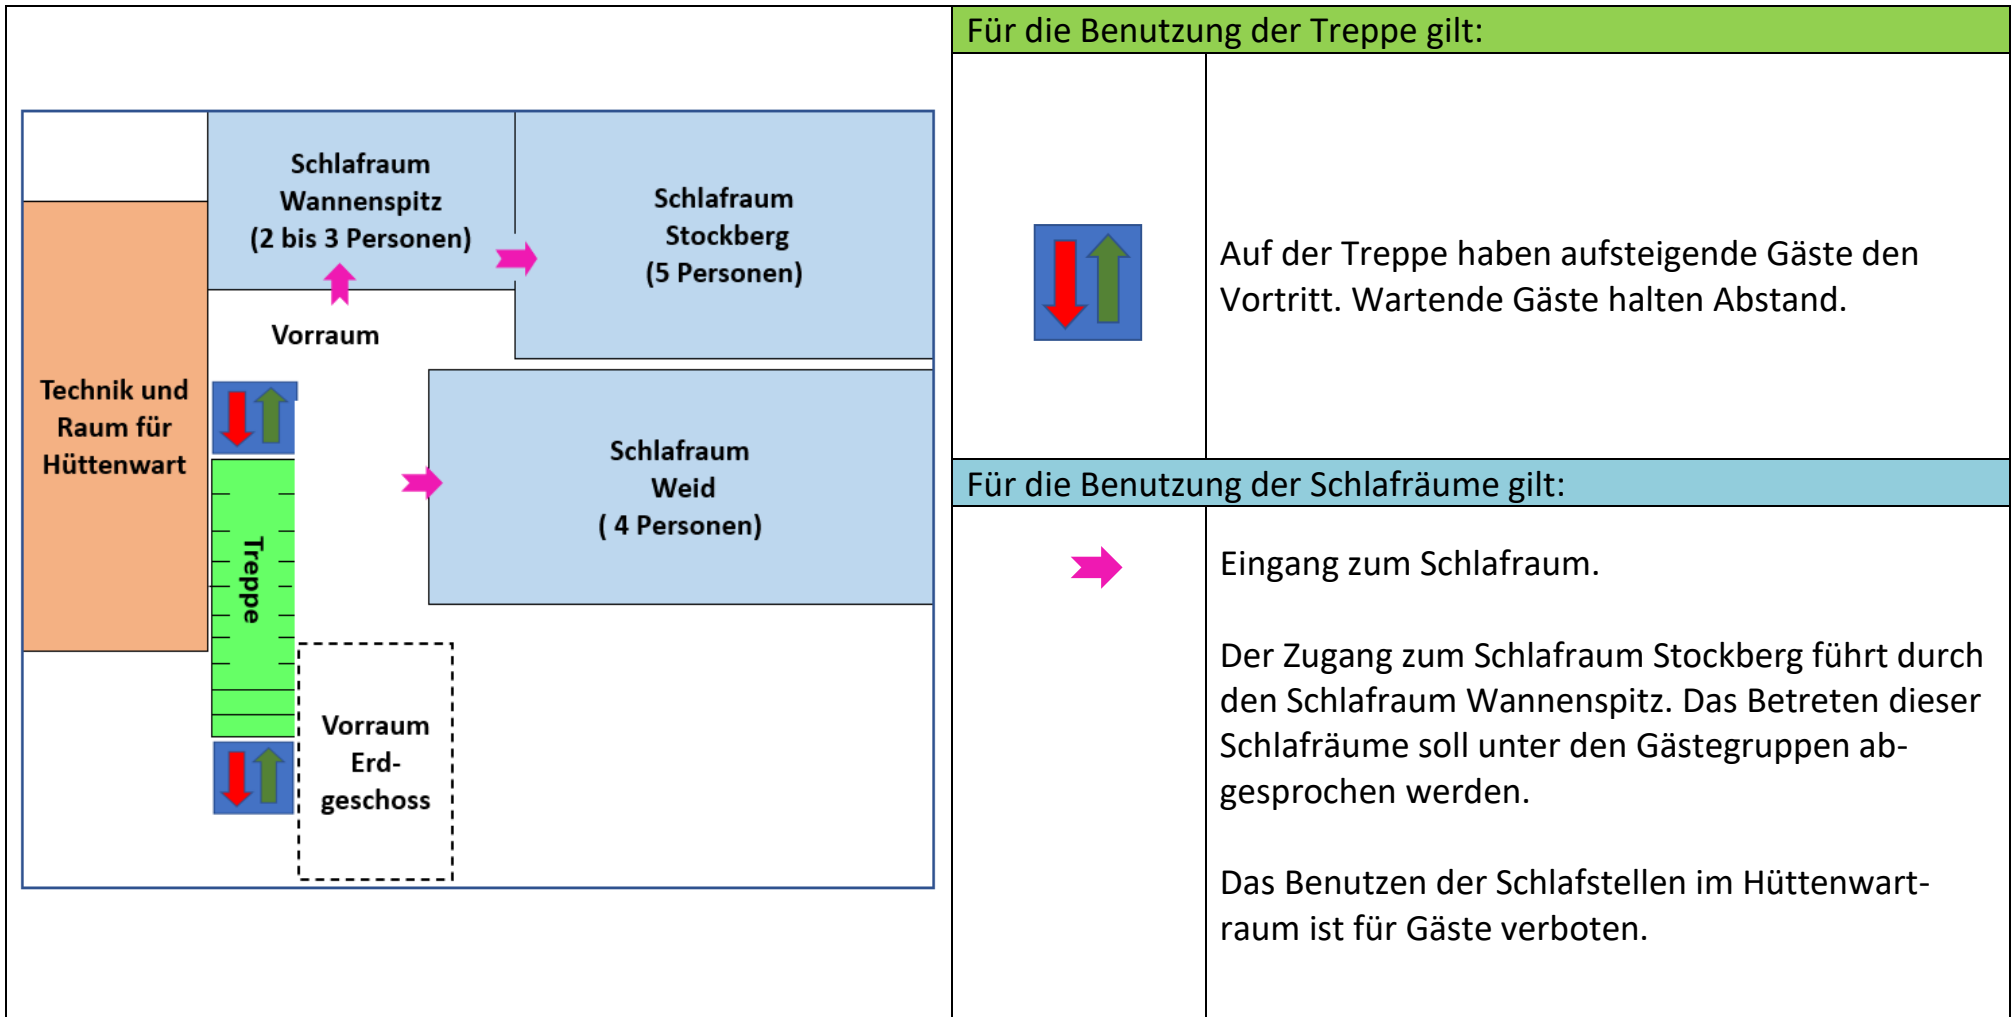 Schlafraum
Wannenspitz
(2 bis 3 Personen)
Schlafraum
Stockberg
(5 Personen)
Vorraum
Technik und
Raum für
Hüttenwart
Schlafraum
Weid
( 4 Personen)
Treppe
Vorraum
Erd-
geschoss
Für die Benutzung der Treppe gilt:
Auf der Treppe haben aufsteigende Gäste den
Vortritt. Wartende Gäste halten Abstand.
Für die Benutzung der Schlafräume gilt:
Eingang zum Schlafraum.
Der Zugang zum Schlafraum Stockberg führt durch
den Schlafraum Wannenspitz. Das Betreten dieser
Schlafräume soll unter den Gästegruppen ab-
gesprochen werden.
Das Benutzen der Schlafstellen im Hüttenwart-
raum ist für Gäste verboten.